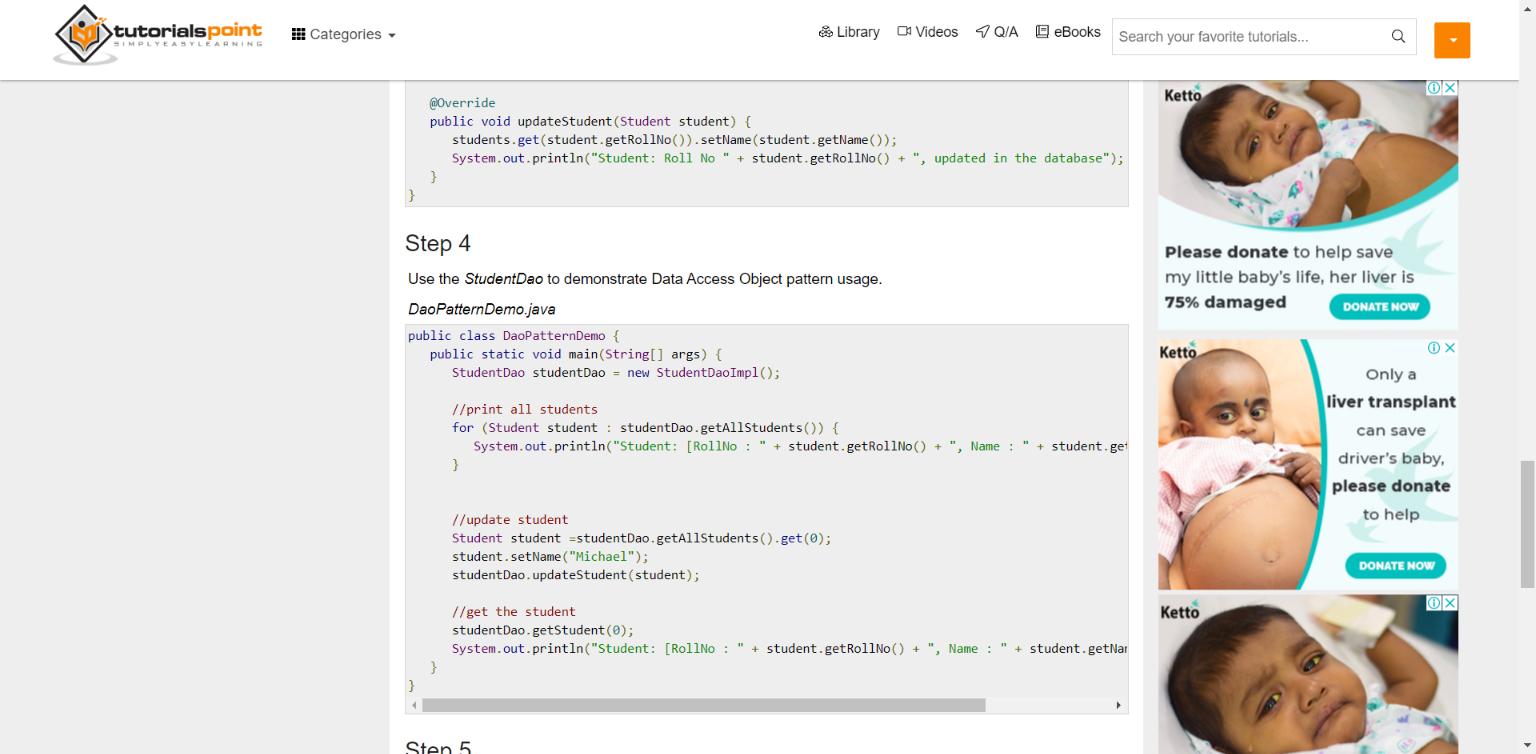 tutorialspoint
SIMPLYEASYLEARNING
Categories
Library
Videos
Q/A
eBooks
Search your favorite tutorials...
@Override
public void updateStudent(Student student) {
students.get(student.getRollNo()).setName(student.getName());
System.out.println("Student: Roll No " + student.getRollNo() + ", updated in the database");
}
}
Step 4
Use the StudentDao to demonstrate Data Access Object pattern usage.
DaoPatternDemo.java
public class DaoPatternDemo {
public static void main(String[] args) {
StudentDao studentDao = new StudentDaoImpl();
//print all students
for (Student student : studentDao.getAllStudents()) {
System.out.println("Student: [RollNo : " + student.getRollNo() + ", Name : " + student.get
}
//update student
Student student =studentDao.getAllStudents().get(0);
student.setName("Michael");
studentDao.updateStudent(student);
//get the student
studentDao.getStudent(0);
System.out.println("Student: [RollNo : " + student.getRollNo() + ", Name : " + student.getNa
}
}
Step 5
Ketto
Please donate to help save
my little baby's life, her liver is
75% damaged
DONATE NOW
Ketto
Only a
liver transplant
can save
driver's baby,
please donate
to help
DONATE NOW
Ketto